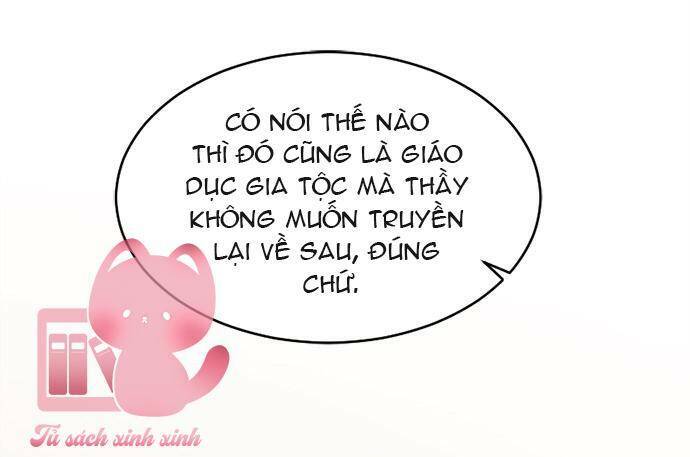 CÓ NÓI THẾ NÀO
THÌ ĐÓ CŨNG LÀ GIÁO
DỤC GIA TỘC MÀ THẦY
KHÔNG MUỐN TRUYỀN
LẠI VỀ SAU, ĐÚNG
CHỨ.
Tủ sách xinh xinh